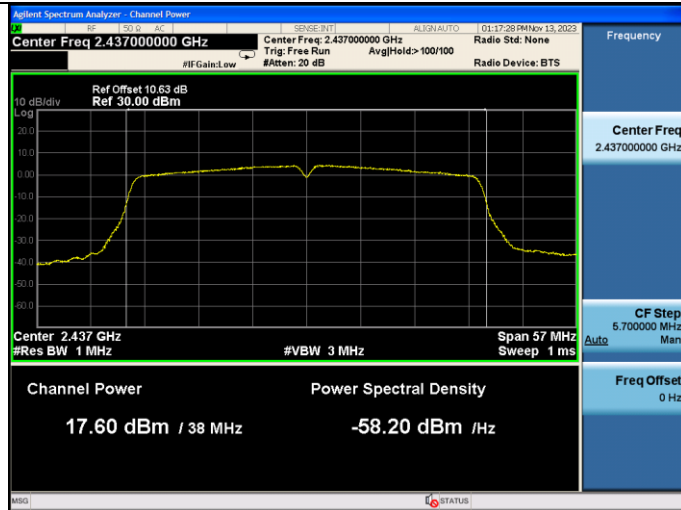 Agilent Spectrum Analyzer - Channel Power
RF 50 Ω AC SENSE:INT ALIGN AUTO 01:17:28 PM Nov 13, 2023
Center Freq 2.437000000 GHz
Center Freq: 2.437000000 GHz
Radio Std: None
Trig: Free Run Avg|Hold:> 100/100
#IFGain:Low #Atten: 20 dB Radio Device: BTS
Frequency
Ref Offset 10.63 dB
10 dB/div Ref 30.00 dBm
Log
20.0
10.0
0.00
-10.0
-20.0
-30.0
-40.0
-50.0
-60.0
Center 2.437 GHz Span 57 MHz
#Res BW 1 MHz #VBW 3 MHz Sweep 1 ms
Channel Power Power Spectral Density
17.60 dBm / 38 MHz -58.20 dBm /Hz
Center Freq
2.437000000 GHz
CF Step
5.700000 MHz
Auto Man
Freq Offset
0 Hz
MSG STATUS